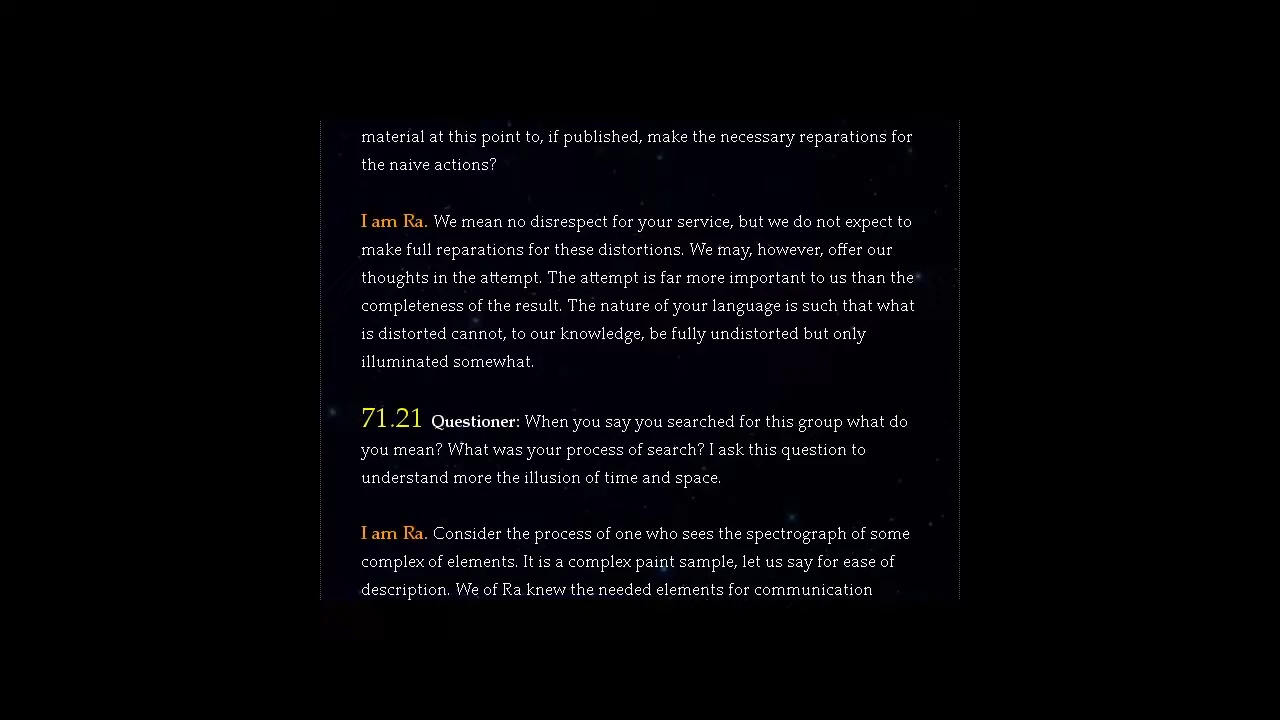 material at this point to, if published, make the necessary reparations for
the naive actions?
I am Ra. We mean no disrespect for your service, but we do not expect to
make full reparations for these distortions. We may, however, offer our
thoughts in the attempt. The attempt is far more important to us than the
completeness of the result. The nature of your language is such that what
is distorted cannot, to our knowledge, be fully undistorted but only
illuminated somewhat.
71.21 Questioner: When you say you searched for this group what do
you mean? What was your process of search? I ask this question to
understand more the illusion of time and space.
I am Ra. Consider the process of one who sees the spectrograph of some
complex of elements. It is a complex paint sample, let us say for ease of
description. We of Ra knew the needed elements for communication